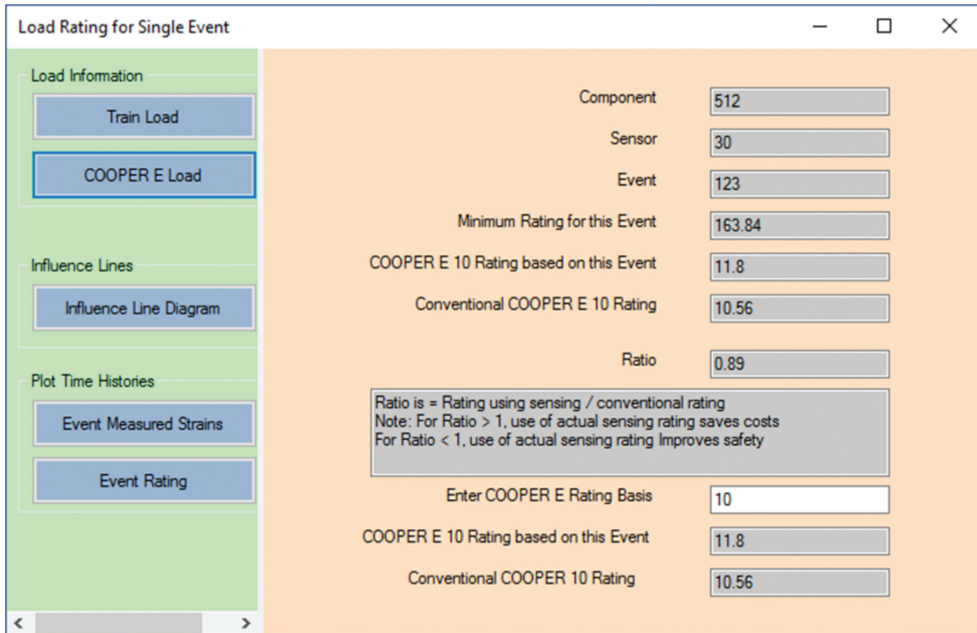 Load Rating for Single Event
Load Information
Train Load
COOPER E Load
Influence Lines
Influence Line Diagram
Plot Time Histories
Event Measured Strains
Event Rating
Component 512
Sensor 30
Event 123
Minimum Rating for this Event 163.84
COOPER E 10 Rating based on this Event 11.8
Conventional COOPER E 10 Rating 10.56
Ratio 0.89
Ratio is = Rating using sensing / conventional rating
Note: For Ratio > 1, use of actual sensing rating saves costs
For Ratio < 1, use of actual sensing rating Improves safety
Enter COOPER E Rating Basis 10
COOPER E 10 Rating based on this Event 11.8
Conventional COOPER 10 Rating 10.56